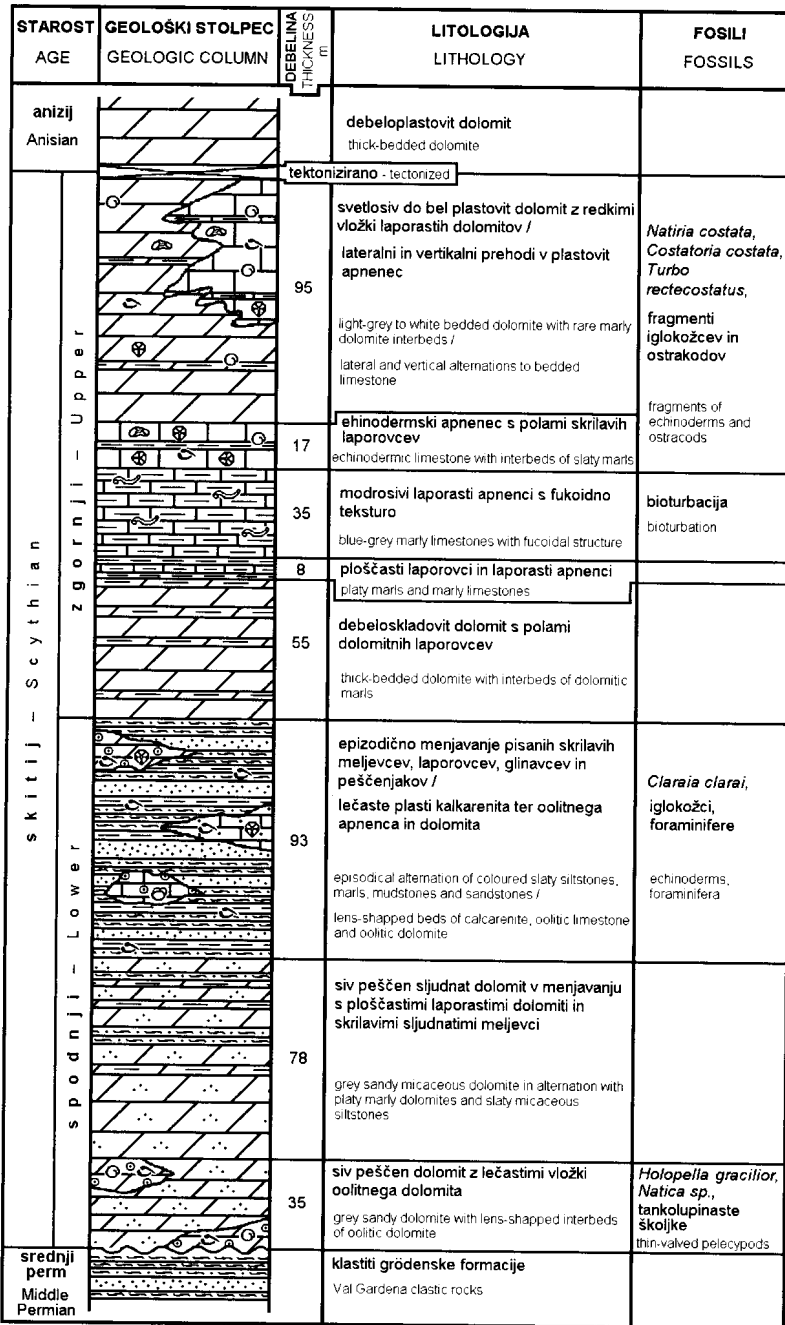 STAROST
AGE
GEOLOŠKI STOLPEC
GEOLOGIC COLUMN
DEBELINA
THICKNESS
m
LITOLOGIJA
LITHOLOGY
FOSILI
FOSSILS
anizij
Anisian
debeloplastovit dolomit
thick-bedded dolomite
tektonizirano - tectonized
skitij – Scythian
zgornji – Upper
95
svetlosiv do bel plastovit dolomit z redkimi
vložki laporastih dolomitov /
lateralni in vertikalni prehodi v plastovit
apnenec
light-grey to white bedded dolomite with rare marly
dolomite interbeds /
lateral and vertical alternations to bedded
limestone
Natiria costata,
Costatoria costata,
Turbo
rectecostatus,
fragmenti
iglokožcev in
ostrakodov
fragments of
echinoderms and
ostracods
17
ehinodermski apnenec s polami skrilavih
laporovcev
echinodermic limestone with interbeds of slaty marls
35
modrosivi laporasti apnenci s fukoidno
teksturo
blue-grey marly limestones with fucoidal structure
bioturbacija
bioturbation
8
ploščasti laporovci in laporasti apnenci
platy marls and marly limestones
55
debeloskladovit dolomit s polami
dolomitnih laporovcev
thick-bedded dolomite with interbeds of dolomitic
marls
spodnji – Lower
93
epizodično menjavanje pisanih skrilavih
meljevcev, laporovcev, glinavcev in
peščenjakov /
lečaste plasti kalkarenita ter oolitnega
apnenca in dolomita
episodical alternation of coloured slaty siltstones,
marls, mudstones and sandstones /
lens-shapped beds of calcarenite, oolitic limestone
and oolitic dolomite
Claraia clarai,
iglokožci,
foraminifere
echinoderms,
foraminifera
78
siv peščen sljudnat dolomit v menjavanju
s ploščastimi laporastimi dolomiti in
skrilavimi sljudnatimi meljevci
grey sandy micaceous dolomite in alternation with
platy marly dolomites and slaty micaceous
siltstones
35
siv peščen dolomit z lečastimi vložki
oolitnega dolomita
grey sandy dolomite with lens-shapped interbeds
of oolitic dolomite
Holopella gracilior,
Natica sp.,
tankolupinaste
školjke
thin-valved pelecypods
srednji
perm
Middle
Permian
klastiti grödenske formacije
Val Gardena clastic rocks